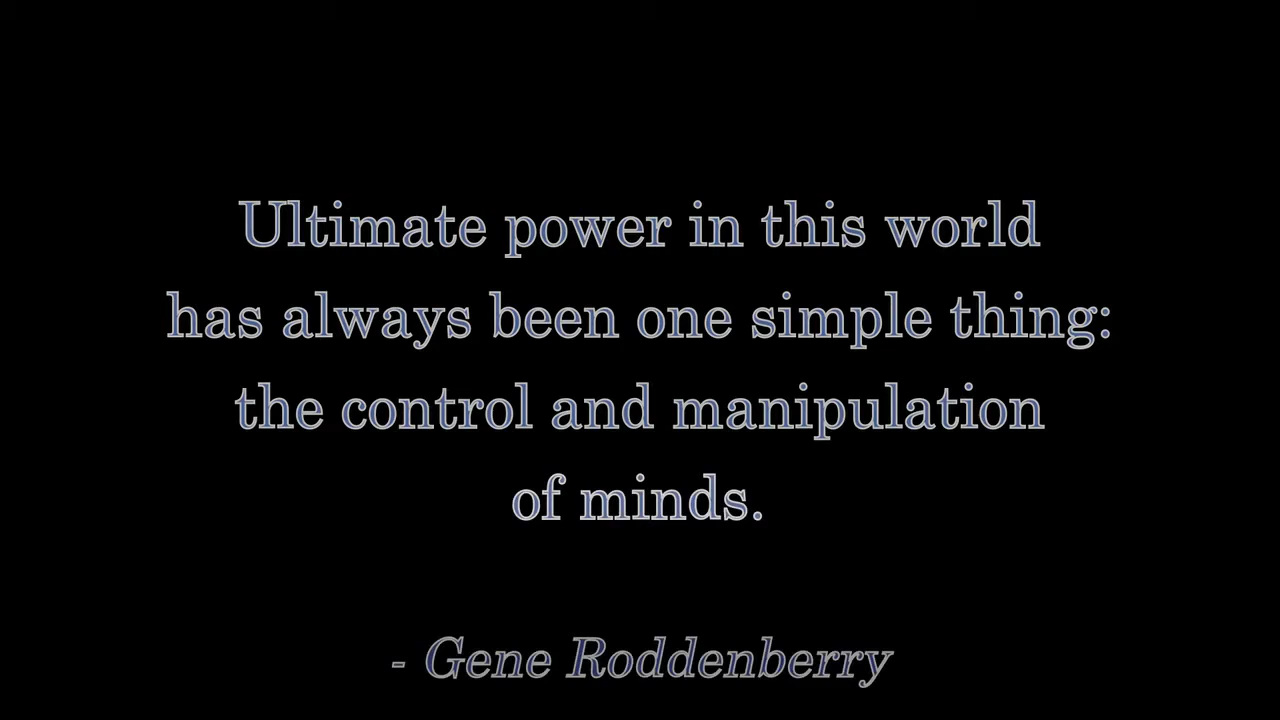 Ultimate power in this world
has always been one simple thing:
the control and manipulation
of minds.
- Gene Roddenberry